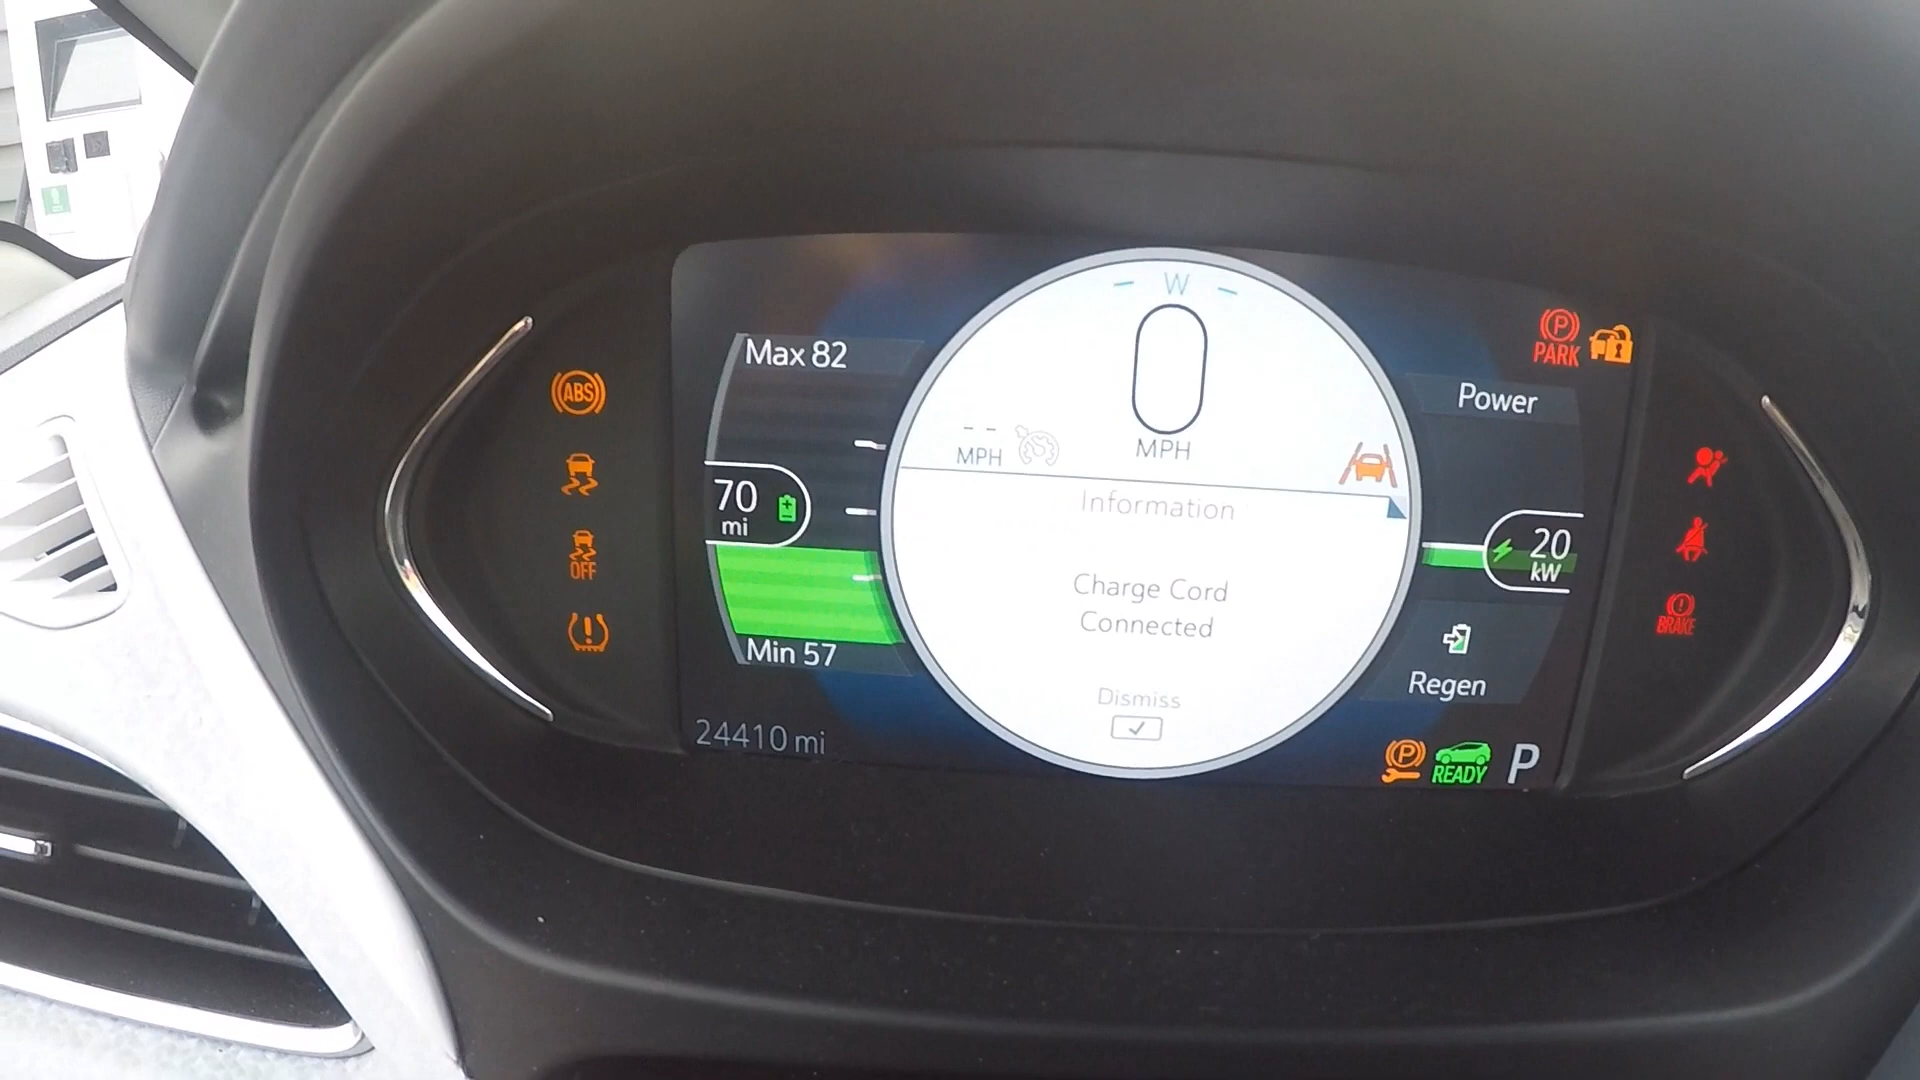 W
0
MPH
- -
MPH
Information
Charge Cord
Connected
Dismiss
Max 82
70
mi
Min 57
24410 mi
ABS
OFF
P
PARK
Power
20
kW
Regen
P
READY
P
BRAKE